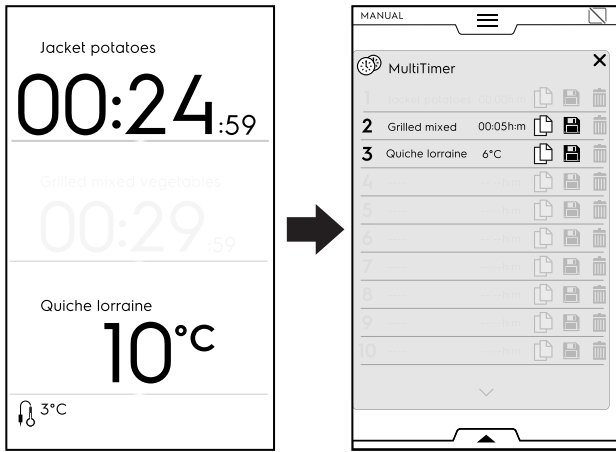 Jacket potatoes
00:24:59
Grilled mixed vegetables
00:29:59
Quiche lorraine
10°C
3°C
MANUAL
MultiTimer
1 Jacket potatoes 00:00h:m
2 Grilled mixed 00:05h:m
3 Quiche lorraine 6°C
4 --:--h:m
5 --:--h:m
6 --:--h:m
7 --:--h:m
8 --:--h:m
9 --:--h:m
10 --:--h:m